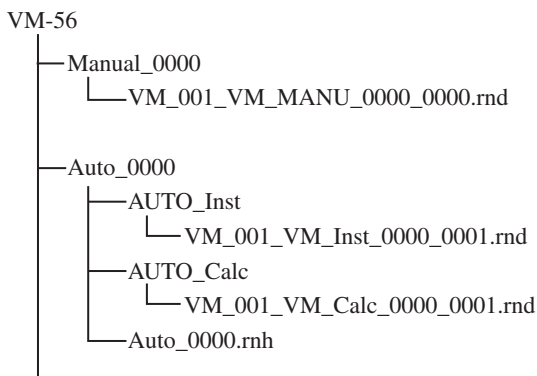 VM-56
Manual_0000
VM_001_VM_MANU_0000_0000.rnd
Auto_0000
AUTO_Inst
VM_001_VM_Inst_0000_0001.rnd
AUTO_Calc
VM_001_VM_Calc_0000_0001.rnd
Auto_0000.rnh